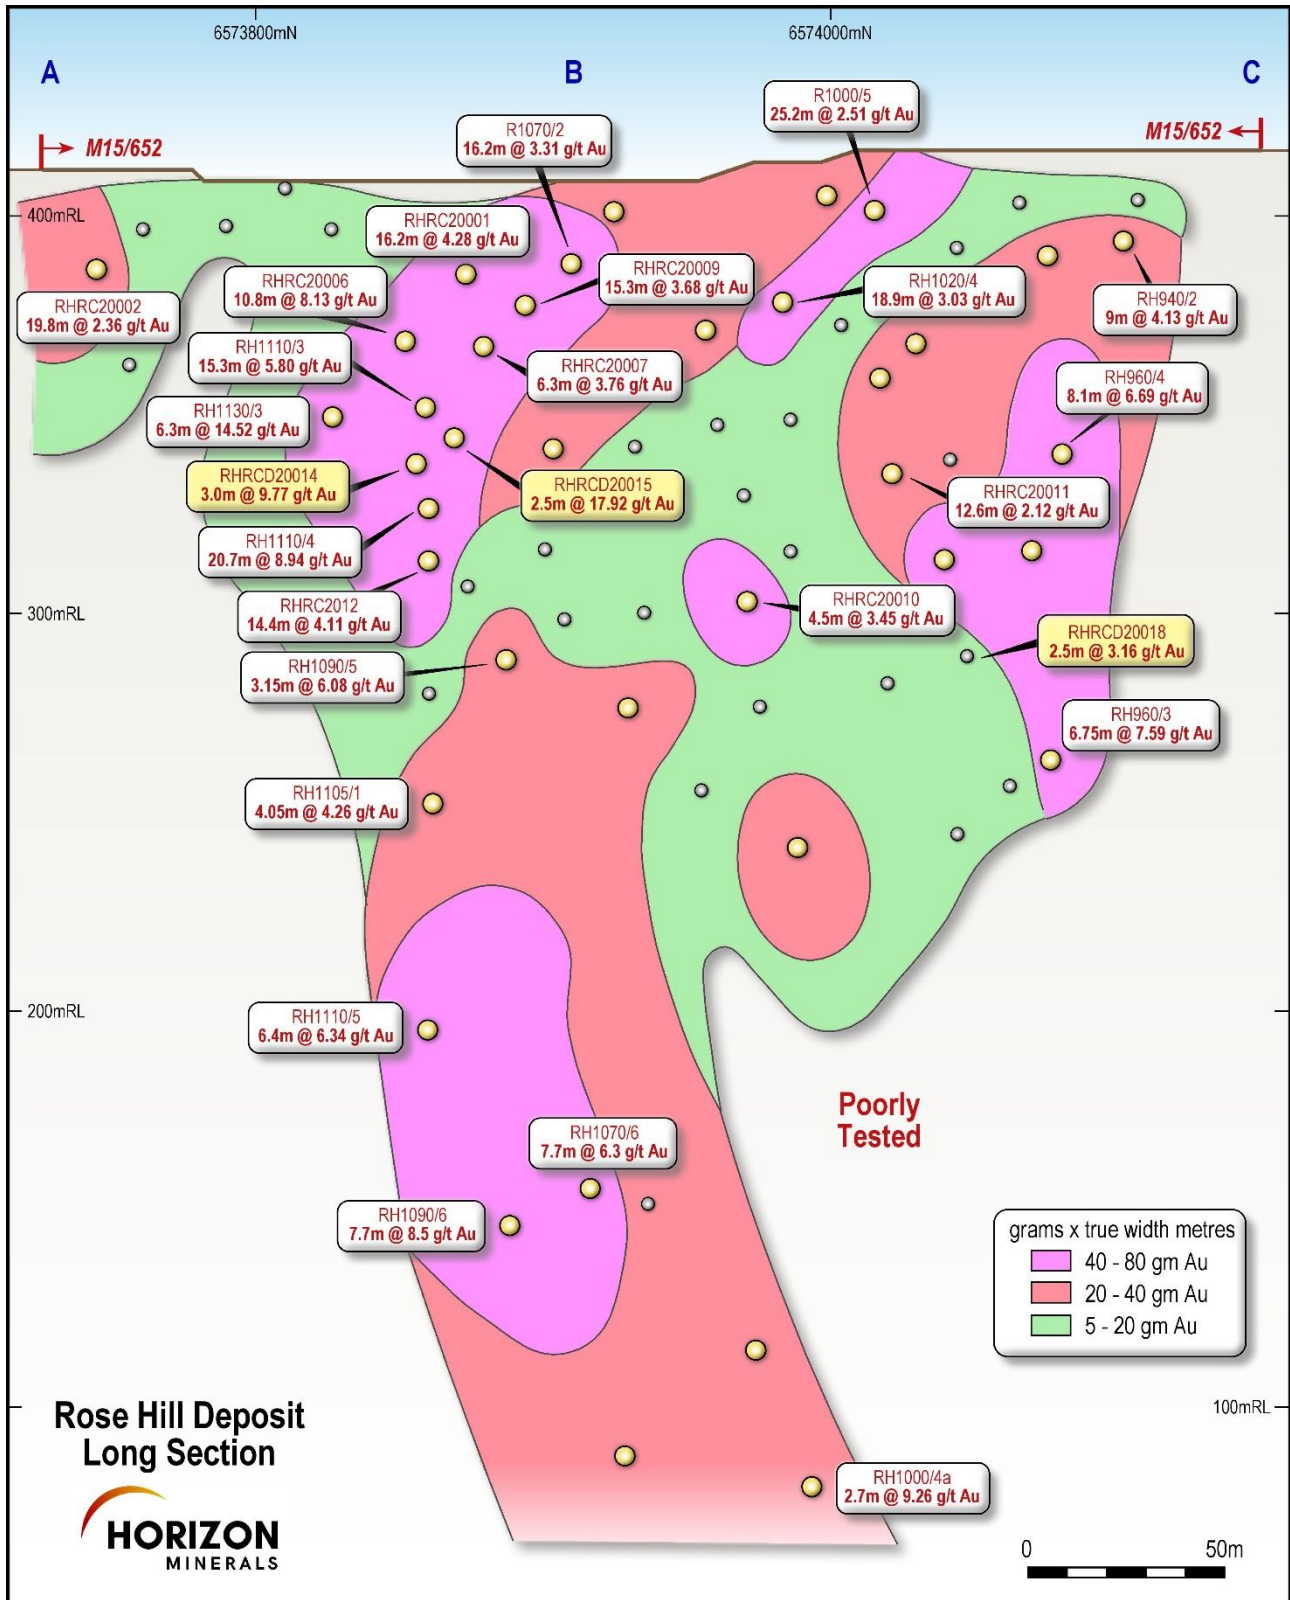 6573800mN
6574000mN
A
B
C
M15/652
M15/652
R1000/5
25.2m @ 2.51 g/t Au
R1070/2
16.2m @ 3.31 g/t Au
400mRL
RHRC20001
16.2m @ 4.28 g/t Au
RHRC20009
15.3m @ 3.68 g/t Au
RHRC20006
10.8m @ 8.13 g/t Au
RH1020/4
18.9m @ 3.03 g/t Au
RHRC20002
19.8m @ 2.36 g/t Au
RH940/2
9m @ 4.13 g/t Au
RH1110/3
15.3m @ 5.80 g/t Au
RHRC20007
6.3m @ 3.76 g/t Au
RH960/4
8.1m @ 6.69 g/t Au
RH1130/3
6.3m @ 14.52 g/t Au
RHRCD20014
3.0m @ 9.77 g/t Au
RHRCD20015
2.5m @ 17.92 g/t Au
RHRC20011
12.6m @ 2.12 g/t Au
RH1110/4
20.7m @ 8.94 g/t Au
RHRC2012
14.4m @ 4.11 g/t Au
300mRL
RHRC20010
4.5m @ 3.45 g/t Au
RHRCD20018
2.5m @ 3.16 g/t Au
RH1090/5
3.15m @ 6.08 g/t Au
RH960/3
6.75m @ 7.59 g/t Au
RH1105/1
4.05m @ 4.26 g/t Au
200mRL
RH1110/5
6.4m @ 6.34 g/t Au
Poorly
Tested
RH1070/6
7.7m @ 6.3 g/t Au
RH1090/6
7.7m @ 8.5 g/t Au
grams x true width metres
40 - 80 gm Au
20 - 40 gm Au
5 - 20 gm Au
100mRL
Rose Hill Deposit
Long Section
HORIZON
MINERALS
RH1000/4a
2.7m @ 9.26 g/t Au
0
50m